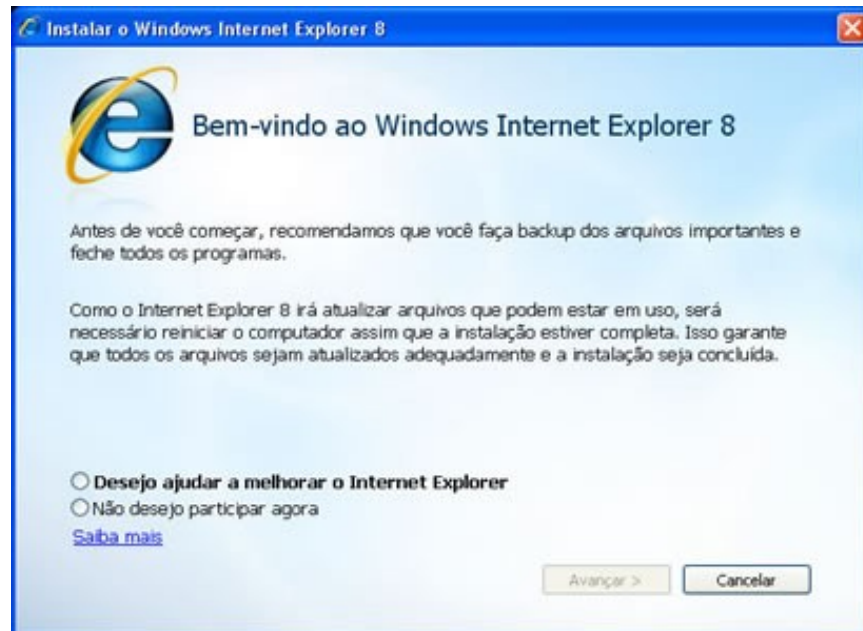 Instalar o Windows Internet Explorer 8
Bem-vindo ao Windows Internet Explorer 8
Antes de você começar, recomendamos que você faça backup dos arquivos importantes e
feche todos os programas.
Como o Internet Explorer 8 irá atualizar arquivos que podem estar em uso, será
necessário reiniciar o computador assim que a instalação estiver completa. Isso garante
que todos os arquivos sejam atualizados adequadamente e a instalação seja concluída.
Desejo ajudar a melhorar o Internet Explorer
Não desejo participar agora
Saiba mais
Avançar >
Cancelar